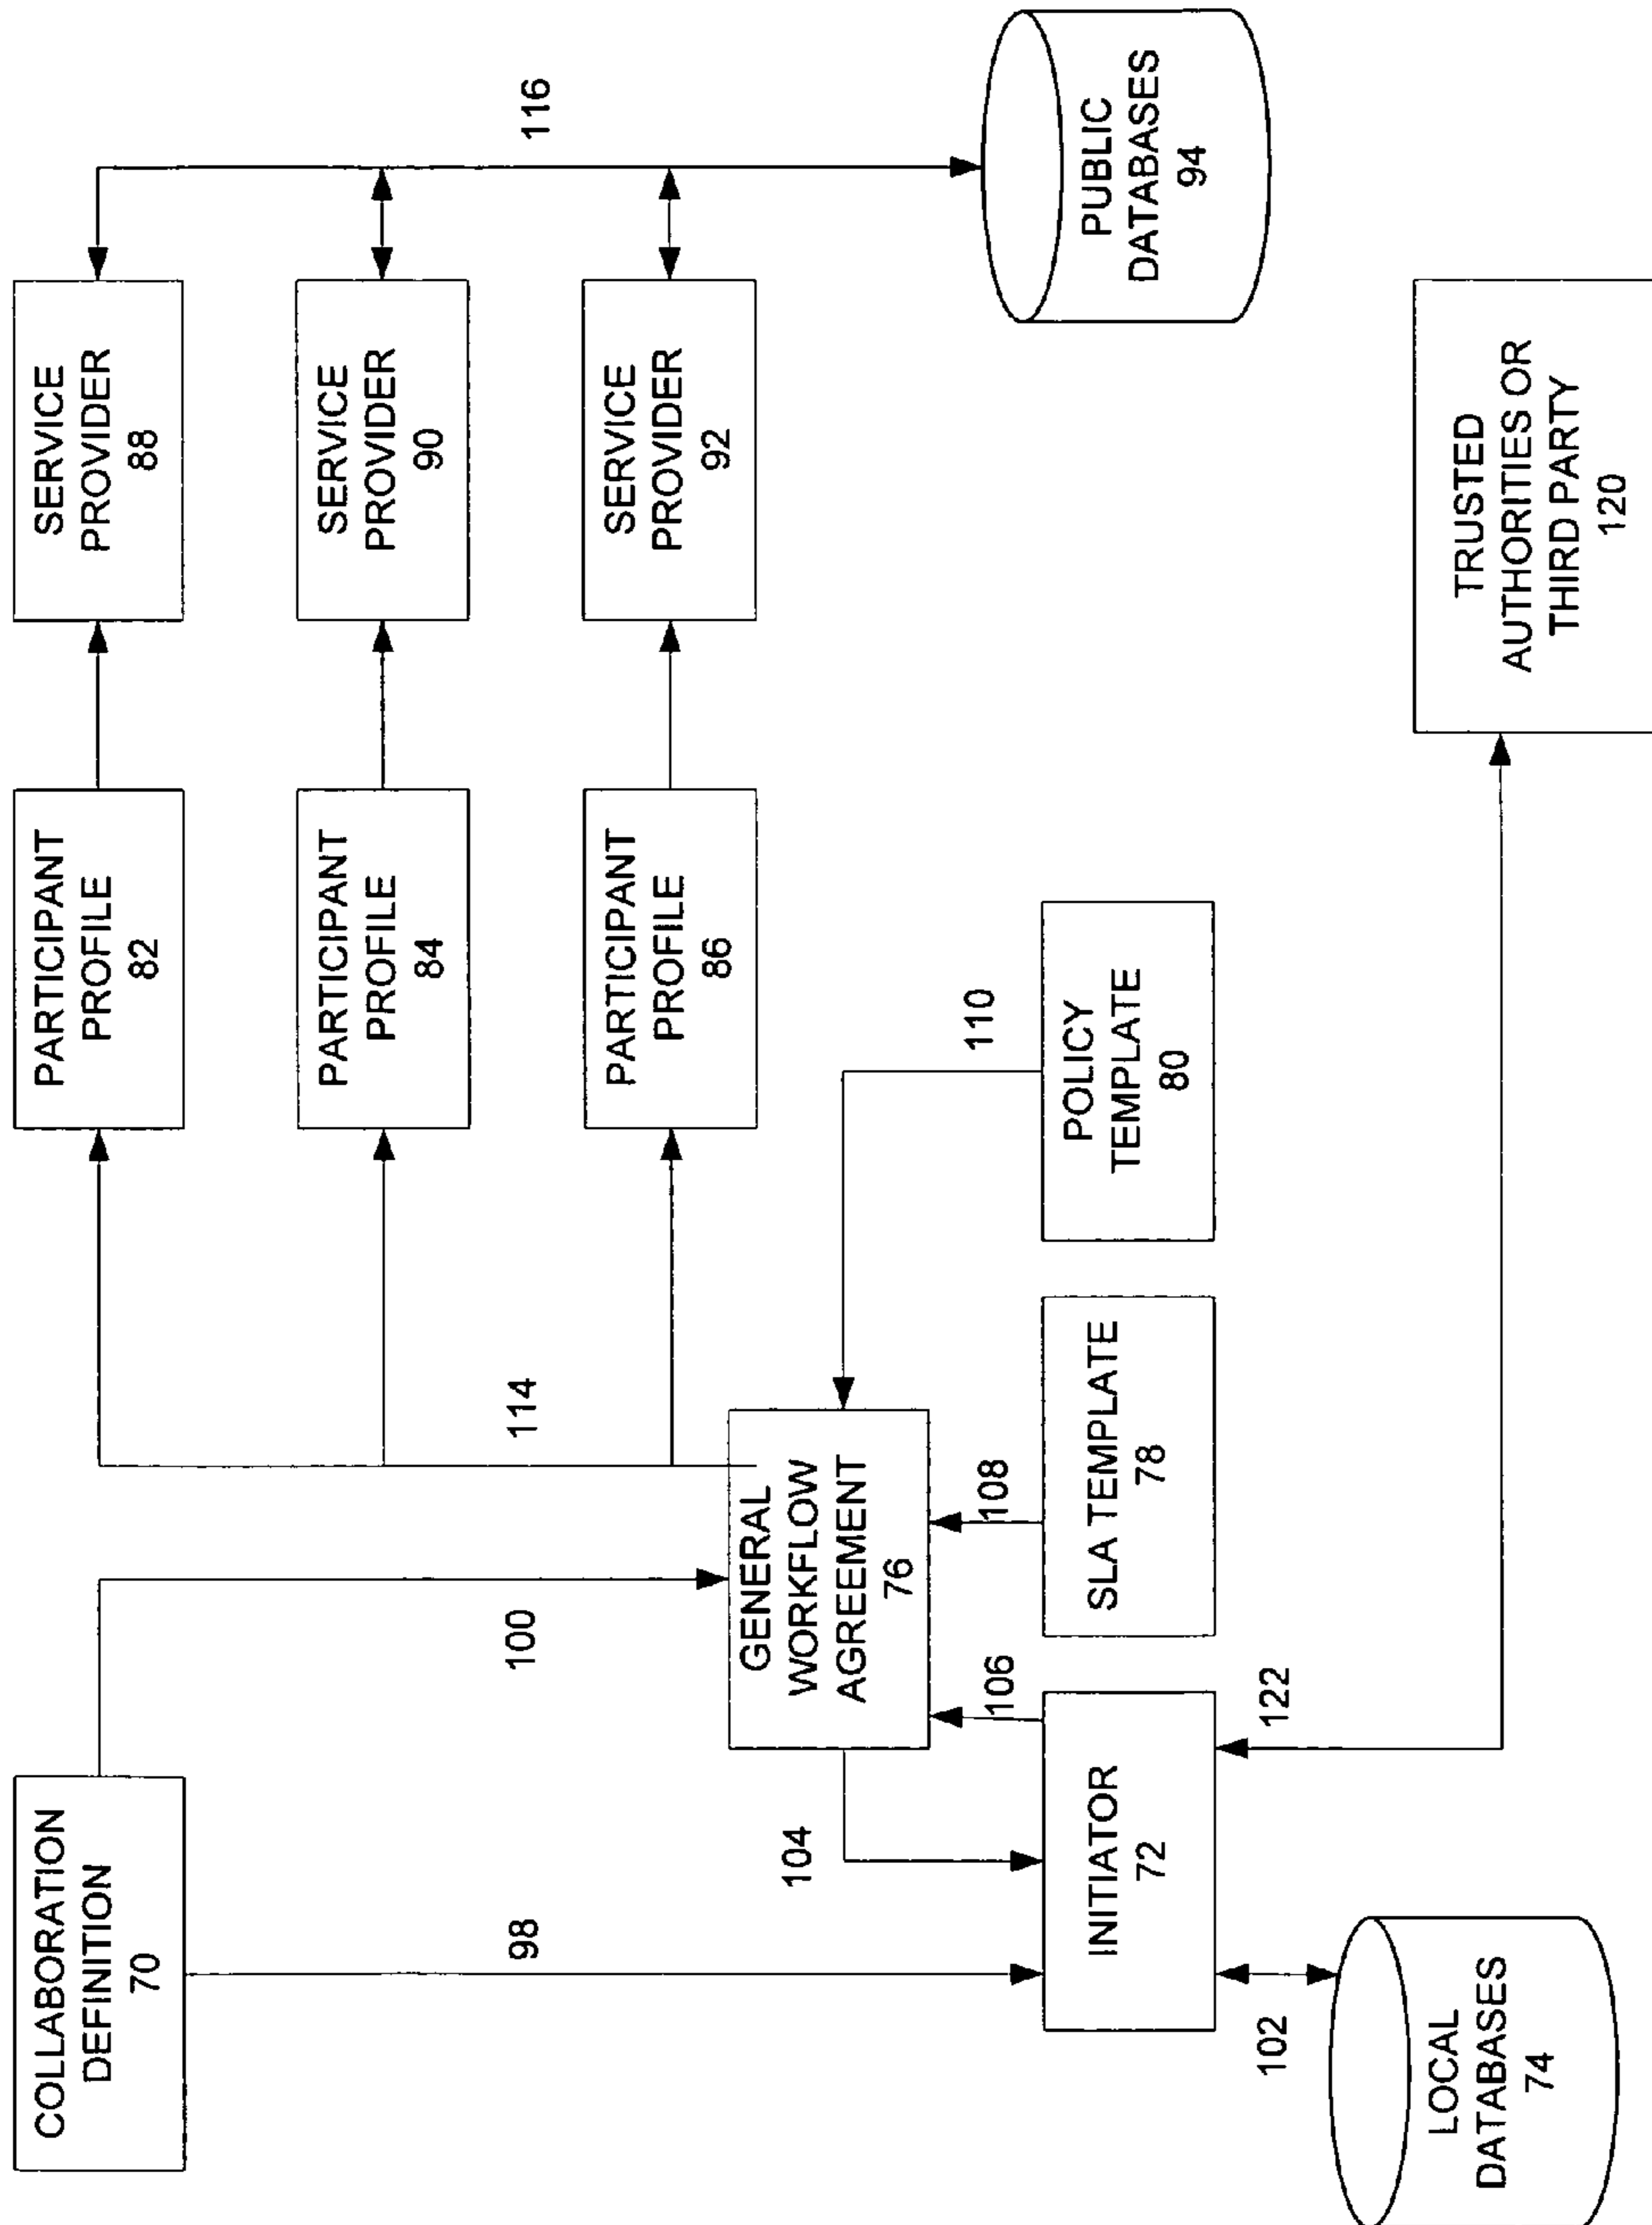 COLLABORATION
DEFINITION
70
98
100
114
PARTICIPANT
PROFILE
82
PARTICIPANT
PROFILE
84
PARTICIPANT
PROFILE
86
SERVICE
PROVIDER
88
SERVICE
PROVIDER
90
SERVICE
PROVIDER
92
116
GENERAL
WORKFLOW
AGREEMENT
76
104
106
108
110
INITIATOR
72
SLA TEMPLATE
78
POLICY
TEMPLATE
80
PUBLIC
DATABASES
94
102
122
LOCAL
DATABASES
74
TRUSTED
AUTHORITIES OR
THIRD PARTY
120